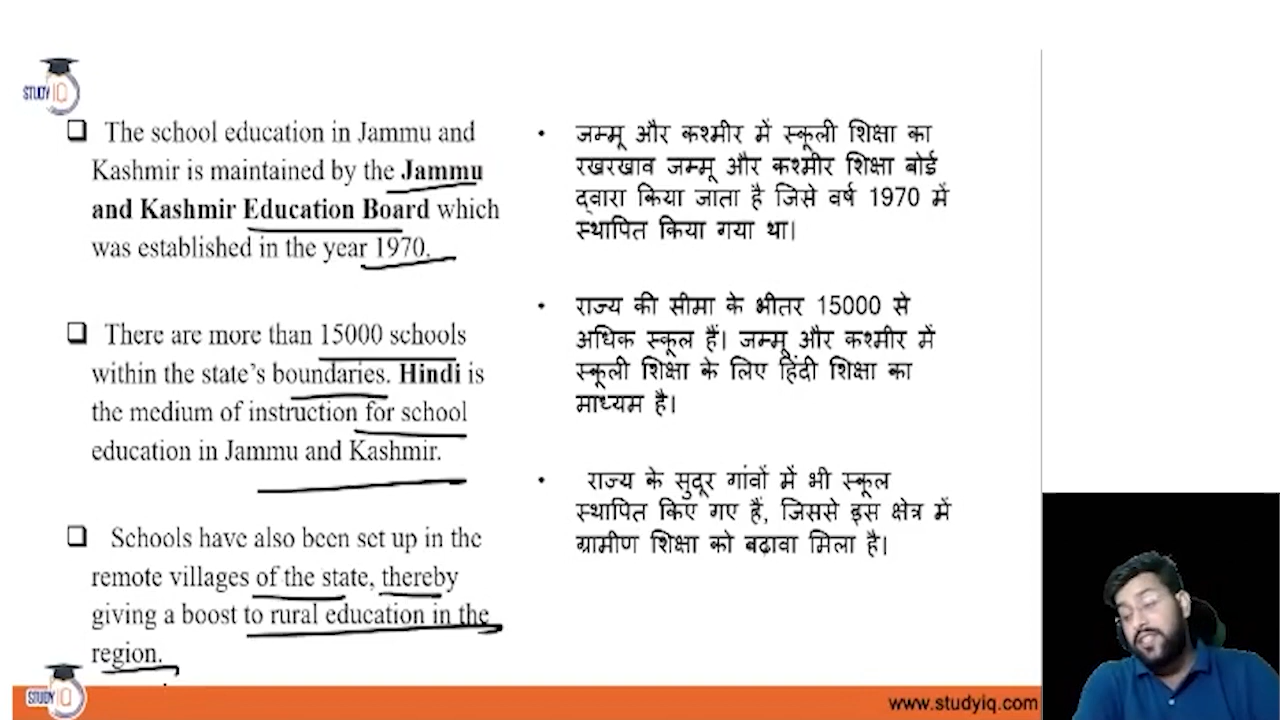 STUDY IQ
❑ The school education in Jammu and
Kashmir is maintained by the Jammu
and Kashmir Education Board which
was established in the year 1970.
❑ There are more than 15000 schools
within the state's boundaries. Hindi is
the medium of instruction for school
education in Jammu and Kashmir.
❑ Schools have also been set up in the
remote villages of the state, thereby
giving a boost to rural education in the
region.
• जम्मू और कश्मीर में स्कूली शिक्षा का
रखरखाव जम्मू और कश्मीर शिक्षा बोर्ड
द्वारा किया जाता है जिसे वर्ष 1970 में
स्थापित किया गया था।
• राज्य की सीमा के भीतर 15000 से
अधिक स्कूल हैं। जम्मू और कश्मीर में
स्कूली शिक्षा के लिए हिंदी शिक्षा का
माध्यम है।
• राज्य के सुदूर गांवों में भी स्कूल
स्थापित किए गए हैं, जिससे इस क्षेत्र में
ग्रामीण शिक्षा को बढ़ावा मिला है।
STUDY IQ
www.studyiq.com